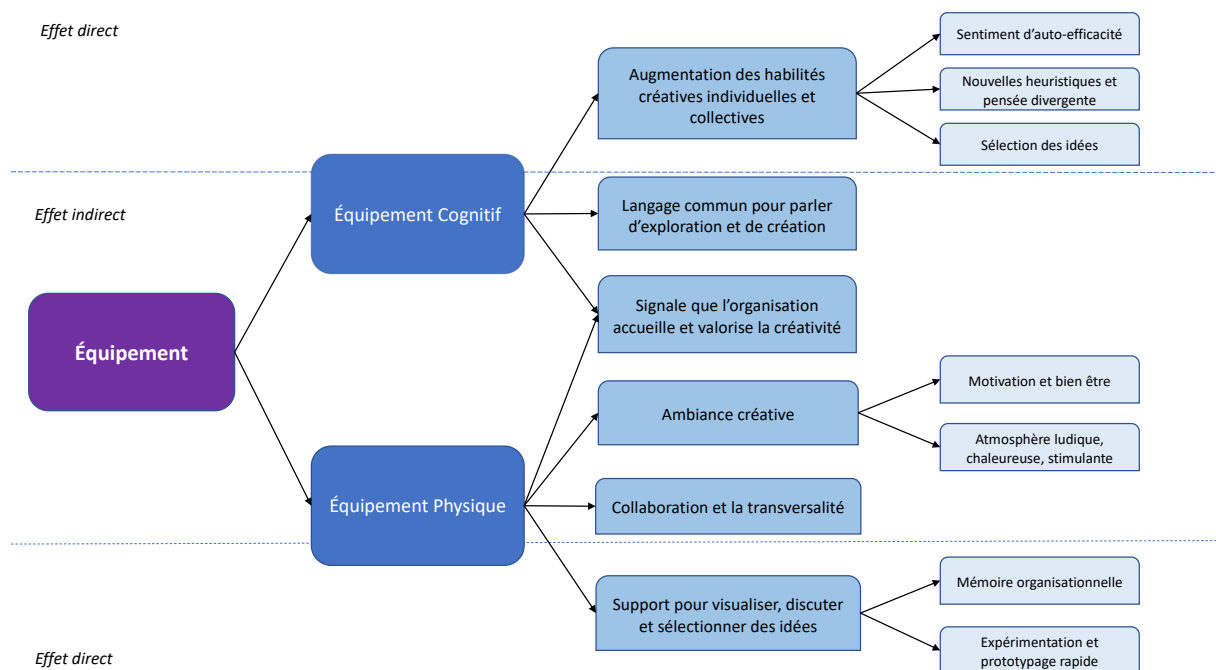 Effet direct
Sentiment d'auto-efficacité
Augmentation des habilités
créatives individuelles et
collectives
Nouvelles heuristiques et
pensée divergente
Sélection des idées
Effet indirect
Équipement Cognitif
Langage commun pour parler
d'exploration et de création
Signale que l'organisation
accueille et valorise la créativité
Équipement
Motivation et bien être
Ambiance créative
Atmosphère ludique,
chaleureuse, stimulante
Équipement Physique
Collaboration et la transversalité
Mémoire organisationnelle
Support pour visualiser, discuter
et sélectionner des idées
Expérimentation et
prototypage rapide
Effet direct